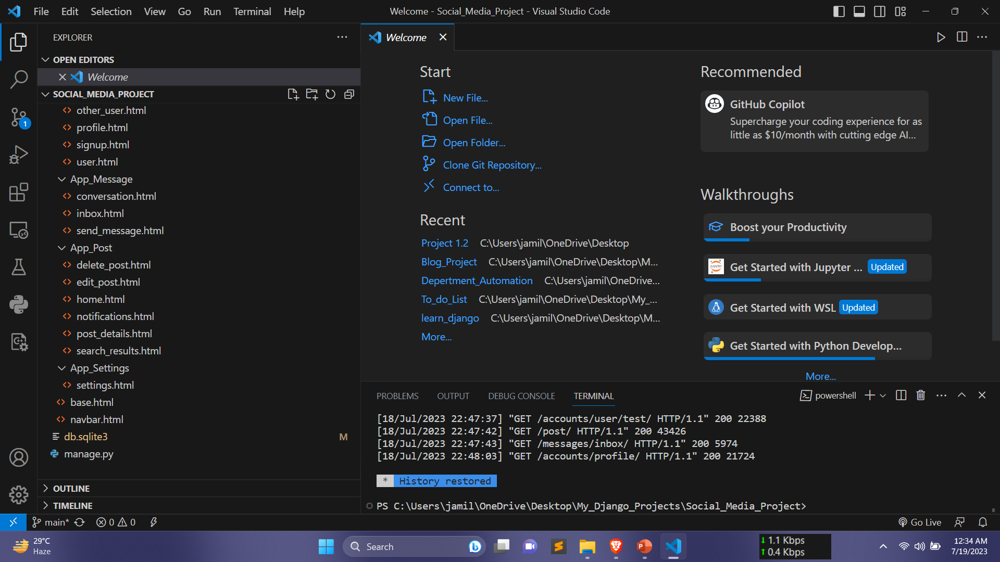 File Edit Selection View Go Run Terminal Help
Welcome - Social_Media_Project - Visual Studio Code
EXPLORER
OPEN EDITORS
Welcome
SOCIAL_MEDIA_PROJECT
other_user.html
profile.html
signup.html
user.html
App_Message
conversation.html
inbox.html
send_message.html
App_Post
delete_post.html
edit_post.html
home.html
notifications.html
post_details.html
search_results.html
App_Settings
settings.html
base.html
navbar.html
db.sqlite3 M
manage.py
OUTLINE
TIMELINE
1
Welcome
Start
New File...
Open File...
Open Folder...
Clone Git Repository...
Connect to...
Recent
Project 1.2 C:\Users\jamil\OneDrive\Desktop
Blog_Project C:\Users\jamil\OneDrive\Desktop\M...
Depertment_Automation C:\Users\jamil\OneDrive...
To_do_List C:\Users\jamil\OneDrive\Desktop\My_...
learn_django C:\Users\jamil\OneDrive\Desktop\M...
More...
Recommended
GitHub Copilot
Supercharge your coding experience for as
little as $10/month with cutting edge AI...
Walkthroughs
Boost your Productivity
jupyter
Get Started with Jupyter ... Updated
Get Started with WSL Updated
Get Started with Python Develop...
More...
PROBLEMS OUTPUT DEBUG CONSOLE TERMINAL
powershell
[18/Jul/2023 22:47:37] "GET /accounts/user/test/ HTTP/1.1" 200 22388
[18/Jul/2023 22:47:42] "GET /post/ HTTP/1.1" 200 43426
[18/Jul/2023 22:47:43] "GET /messages/inbox/ HTTP/1.1" 200 5974
[18/Jul/2023 22:48:03] "GET /accounts/profile/ HTTP/1.1" 200 21724
* History restored
PS C:\Users\jamil\OneDrive\Desktop\My_Django_Projects\Social_Media_Project>
main* 0 0
Go Live
29°C
Haze
Search
1.1 Kbps
0.4 Kbps
12:34 AM
7/19/2023